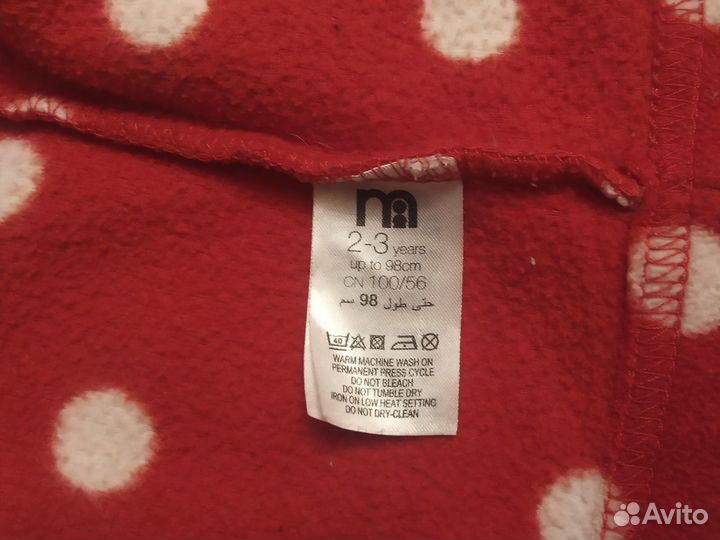 m
2-3 years
up to 98cm
CN 100/56
حتى طول 98 سم
40
WARM MACHINE WASH ON
PERMANENT PRESS CYCLE
DO NOT BLEACH
DO NOT TUMBLE DRY
IRON ON LOW HEAT SETTING
DO NOT DRY-CLEAN
Avito